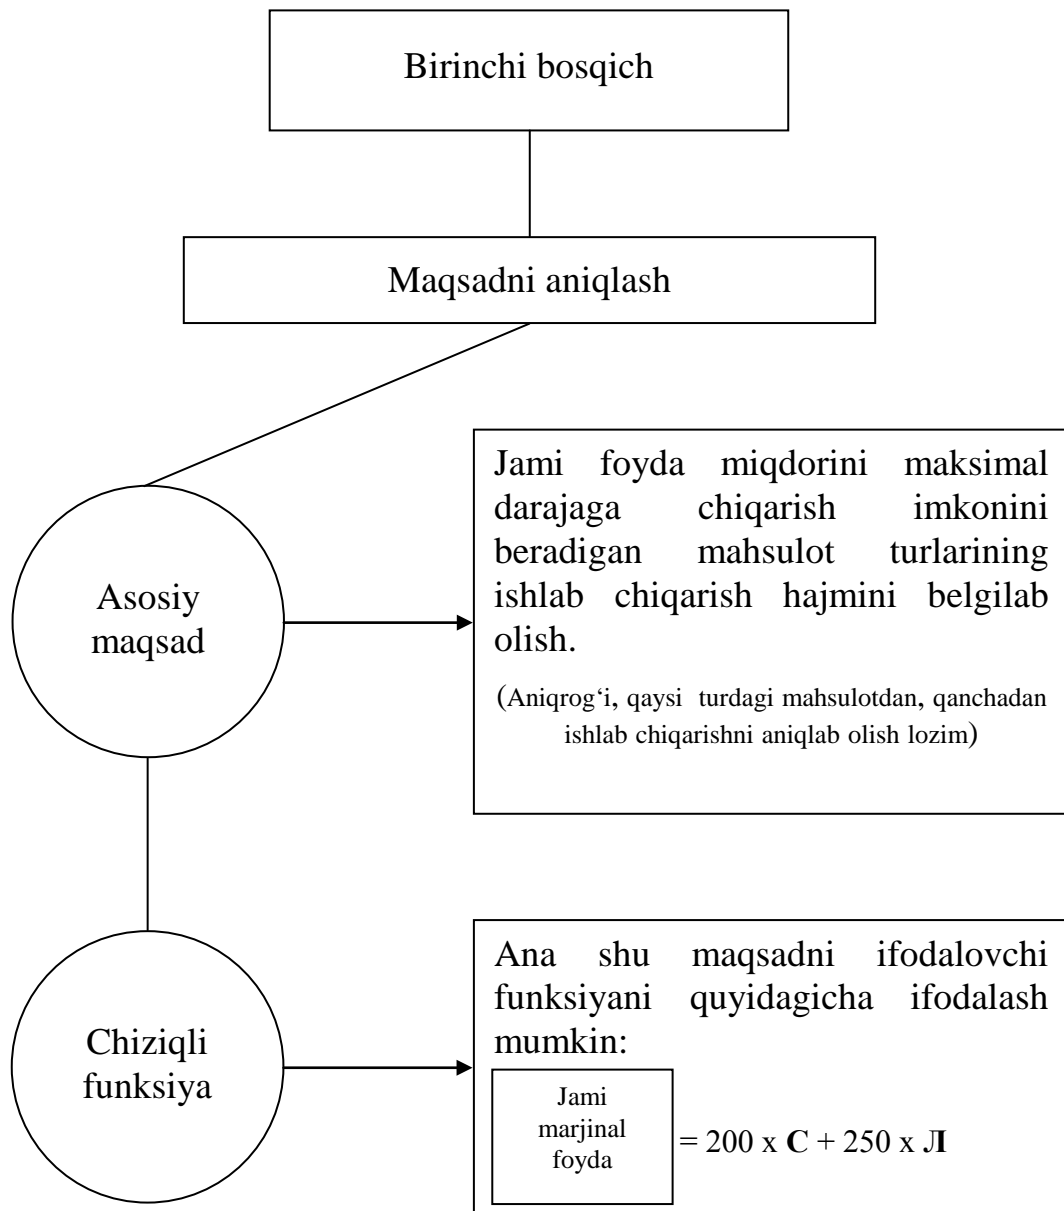 Birinchi bosqich
Maqsadni aniqlash
Asosiy
maqsad
Jami foyda miqdorini maksimal
darajaga chiqarish imkonini
beradigan mahsulot turlarining
ishlab chiqarish hajmini belgilab
olish.
(Aniqrog‘i, qaysi turdagi mahsulotdan, qanchadan
ishlab chiqarishni aniqlab olish lozim)
Chiziqli
funksiya
Ana shu maqsadni ifodalovchi
funksiyani quyidagicha ifodalash
mumkin:
Jami
marjinal
foyda
= 200 x С + 250 x Л